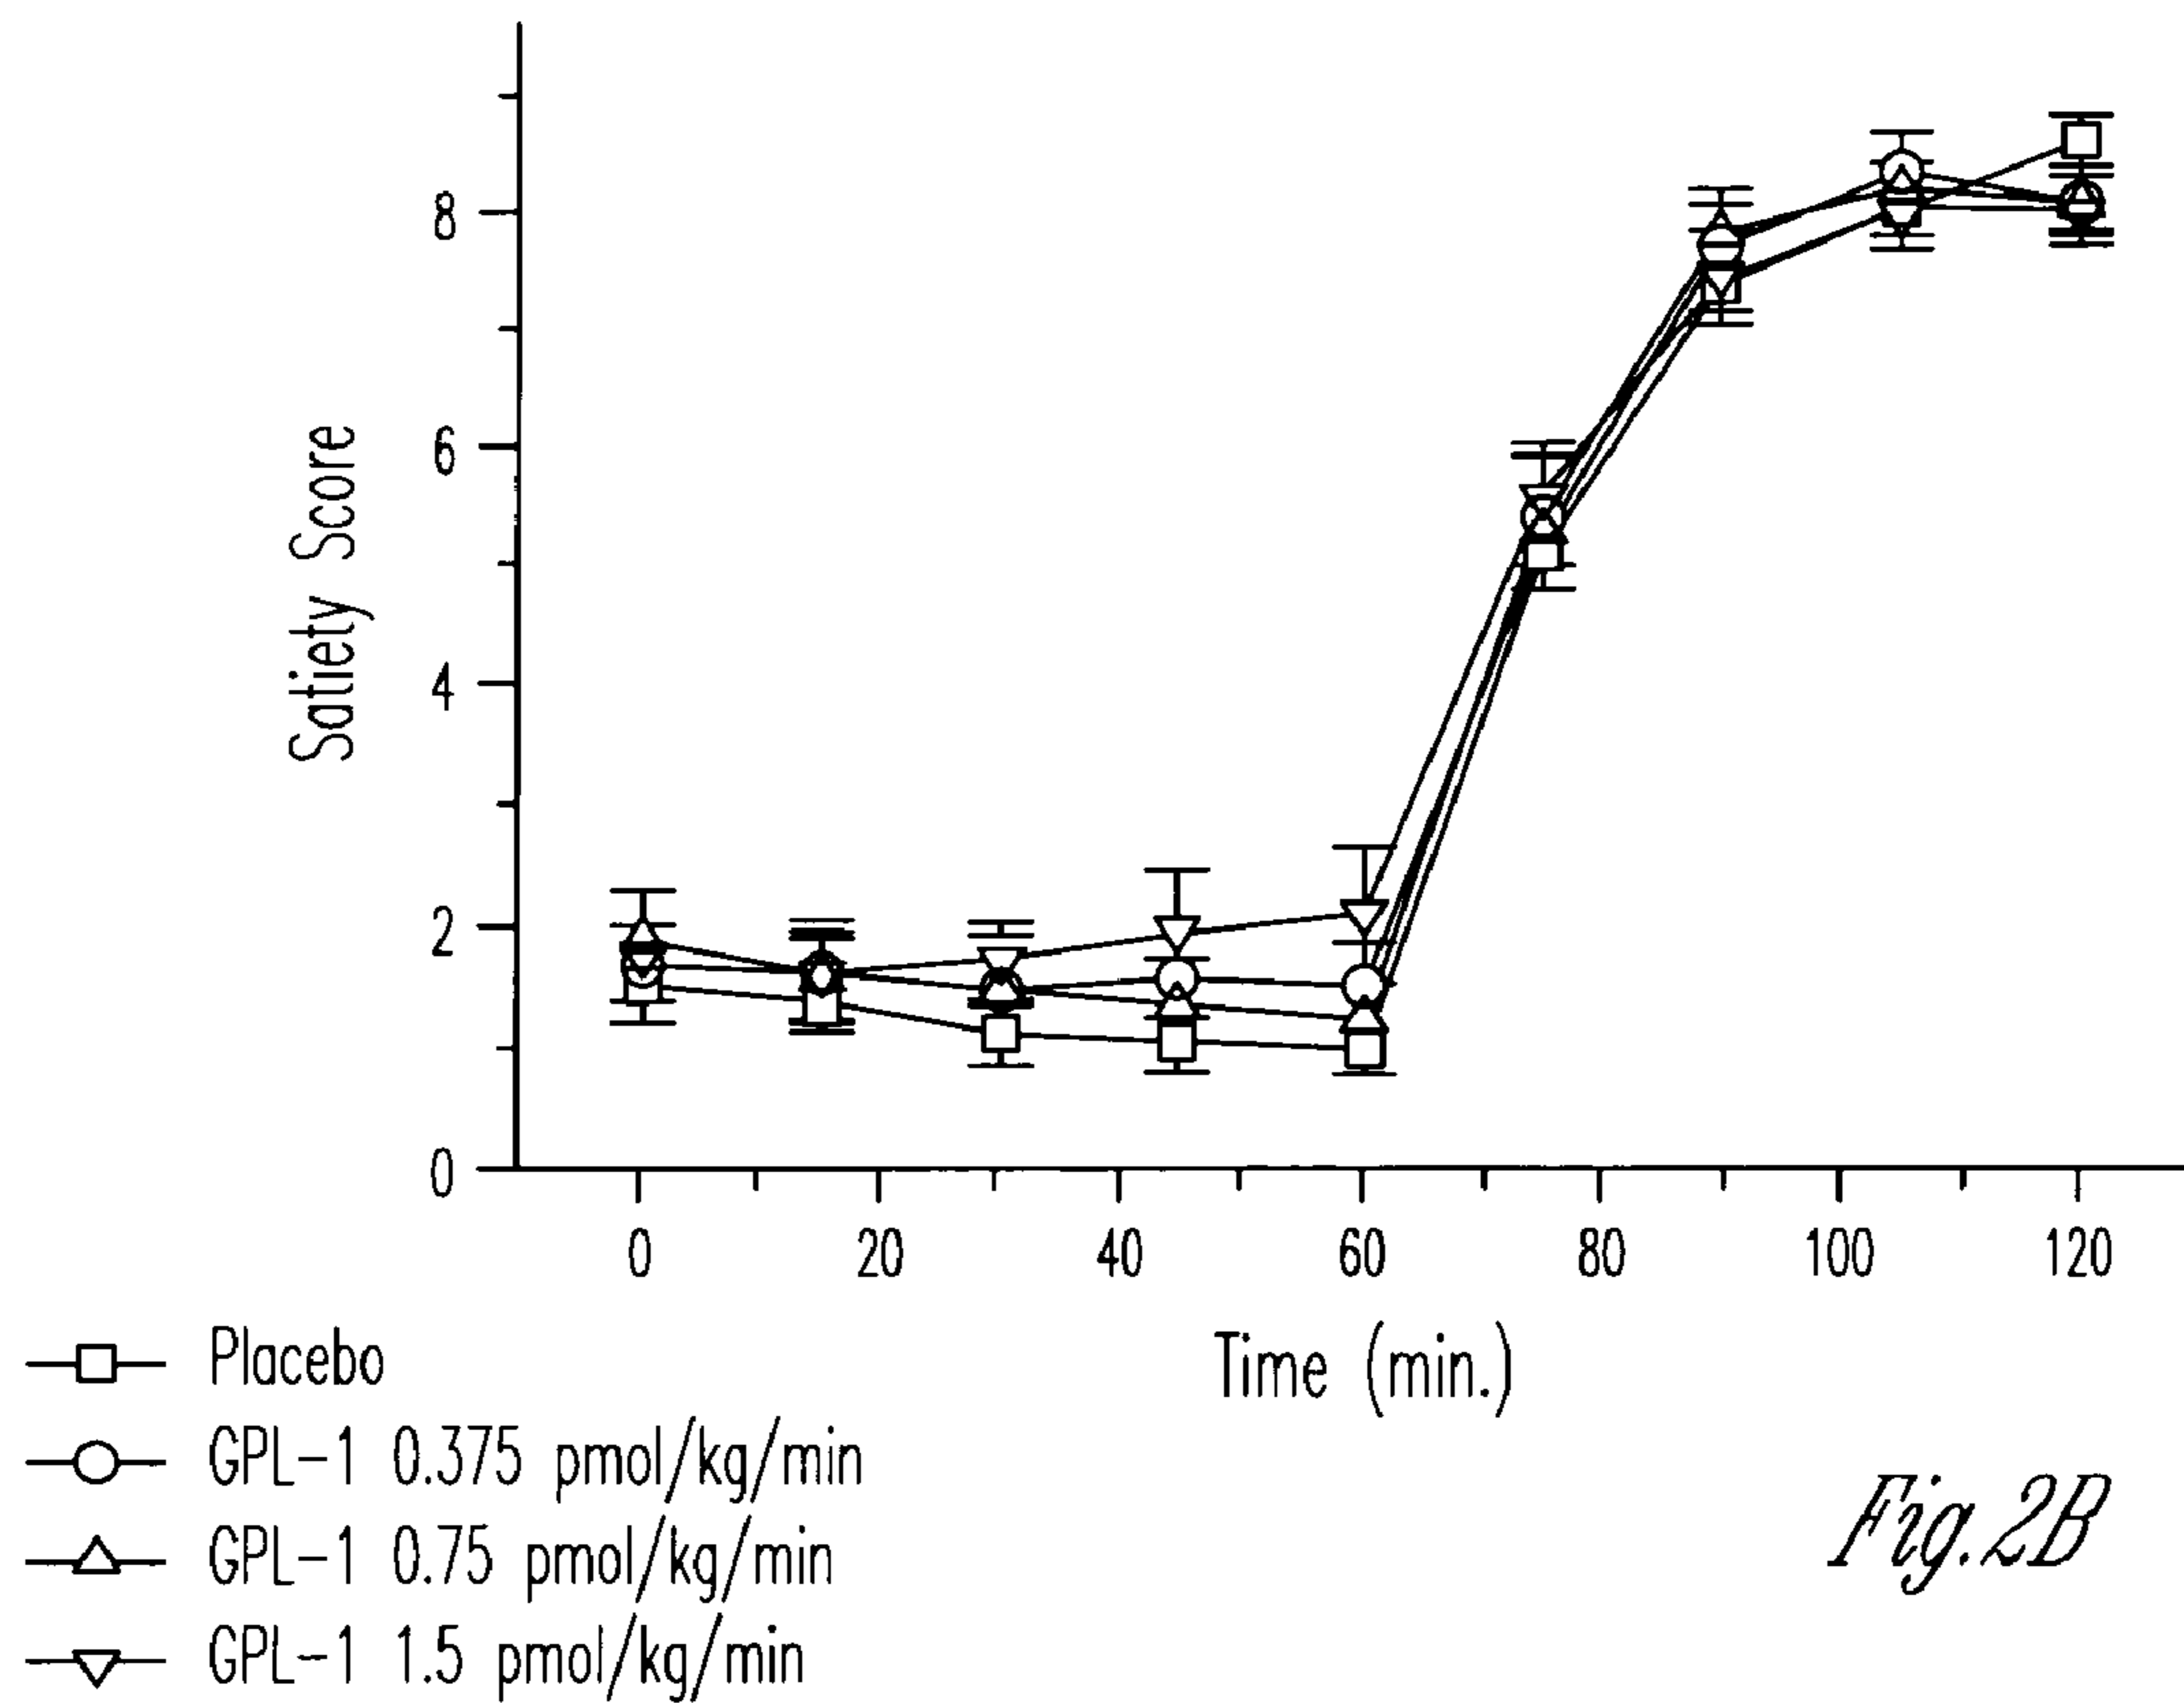 8
6
4
2
0
Satiety Score
0 20 40 60 80 100 120
Time (min.)
Placebo
GPL-1 0.375 pmol/kg/min
GPL-1 0.75 pmol/kg/min
GPL-1 1.5 pmol/kg/min
Fig.2B